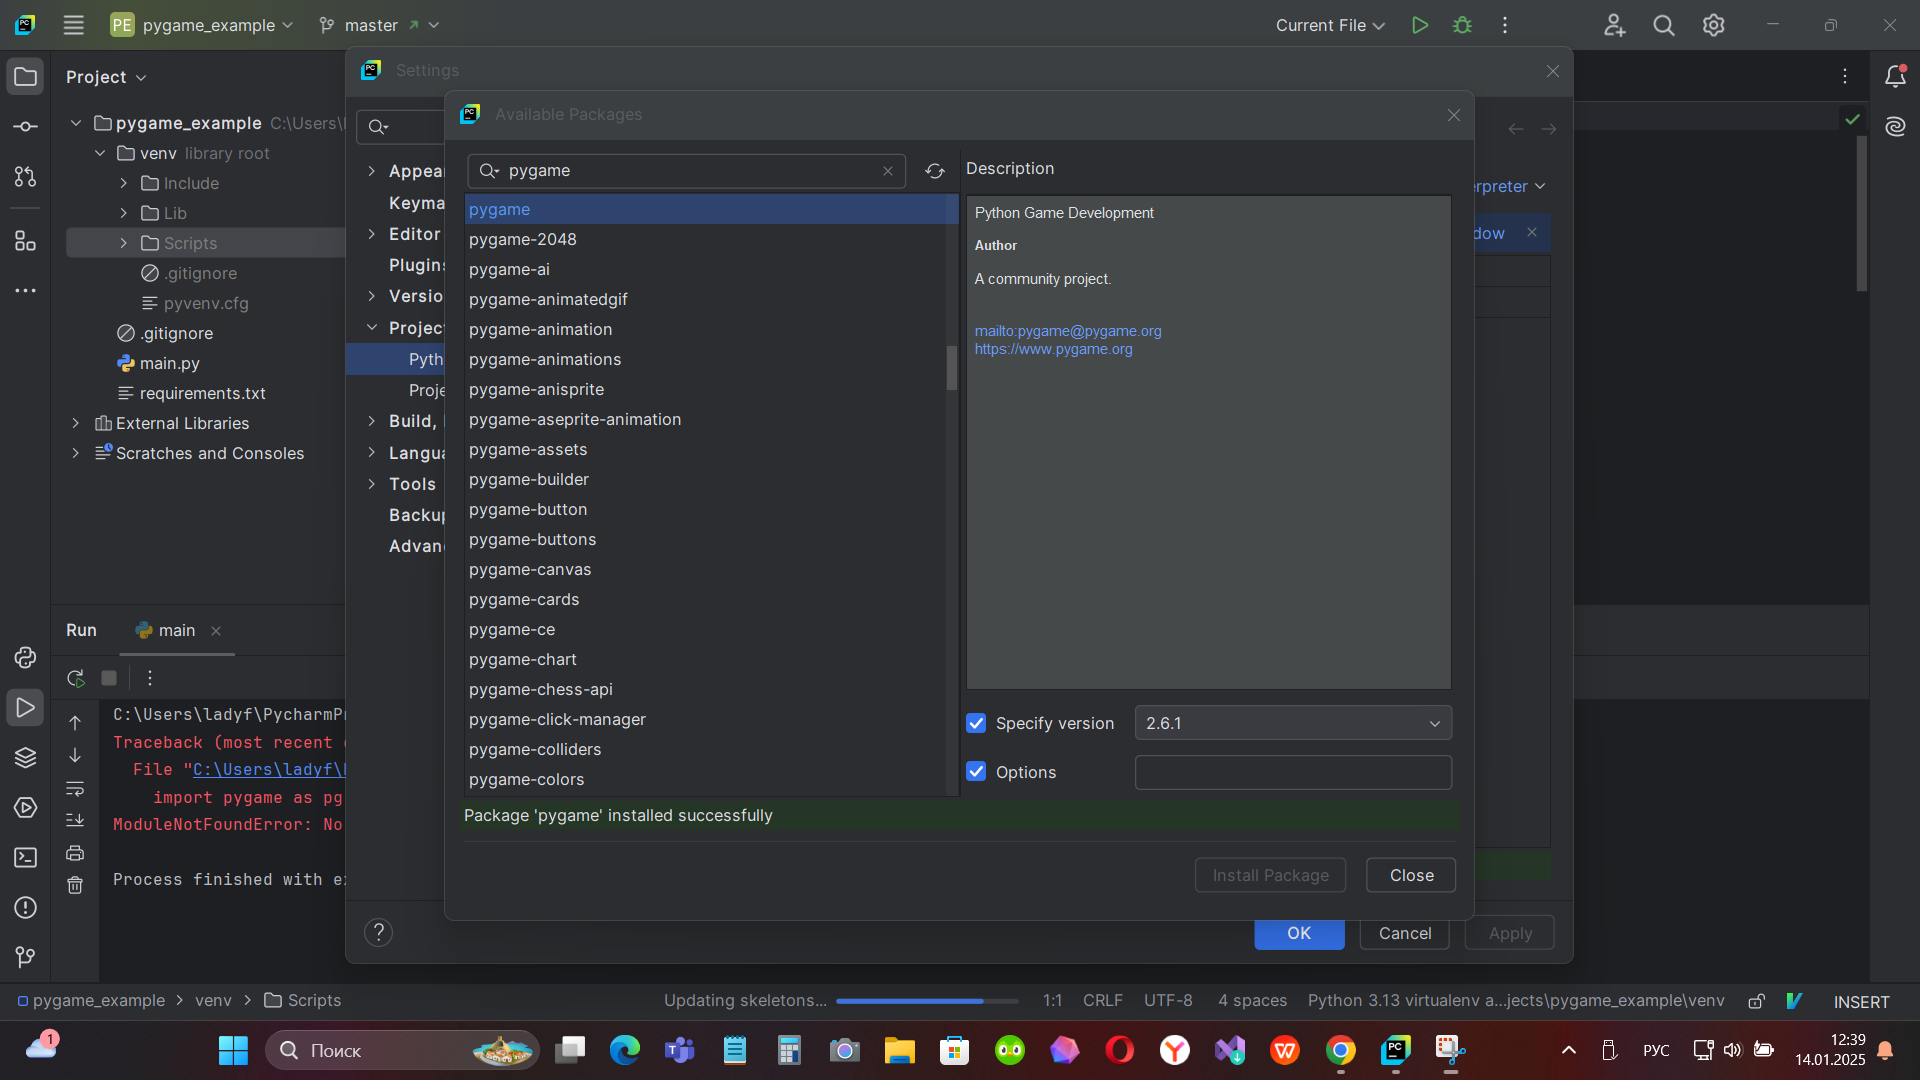 PE pygame_example
master
Current File
Project
pygame_example C:\Users\
venv library root
Include
Lib
Scripts
.gitignore
pyvenv.cfg
.gitignore
main.py
requirements.txt
External Libraries
Scratches and Consoles
Settings
Appea
Keyma
Editor
Plugins
Versio
Project
Pyth
Proje
Build,
Langua
Tools
Backup
Advan
rpreter
dow
Available Packages
pygame
pygame
pygame-2048
pygame-ai
pygame-animatedgif
pygame-animation
pygame-animations
pygame-anisprite
pygame-aseprite-animation
pygame-assets
pygame-builder
pygame-button
pygame-buttons
pygame-canvas
pygame-cards
pygame-ce
pygame-chart
pygame-chess-api
pygame-click-manager
pygame-colliders
pygame-colors
Description
Python Game Development
Author
A community project.
mailto:pygame@pygame.org
https://www.pygame.org
Specify version 2.6.1
Options
Package 'pygame' installed successfully
Install Package Close
? OK Cancel Apply
Run main
C:\Users\ladyf\PycharmPr
Traceback (most recent
File "C:\Users\ladyf\
import pygame as pg
ModuleNotFoundError: No
Process finished with e
pygame_example > venv > Scripts
Updating skeletons... 1:1 CRLF UTF-8 4 spaces Python 3.13 virtualenv a...jects\pygame_example\venv INSERT
1
Поиск
РУС
12:39
14.01.2025